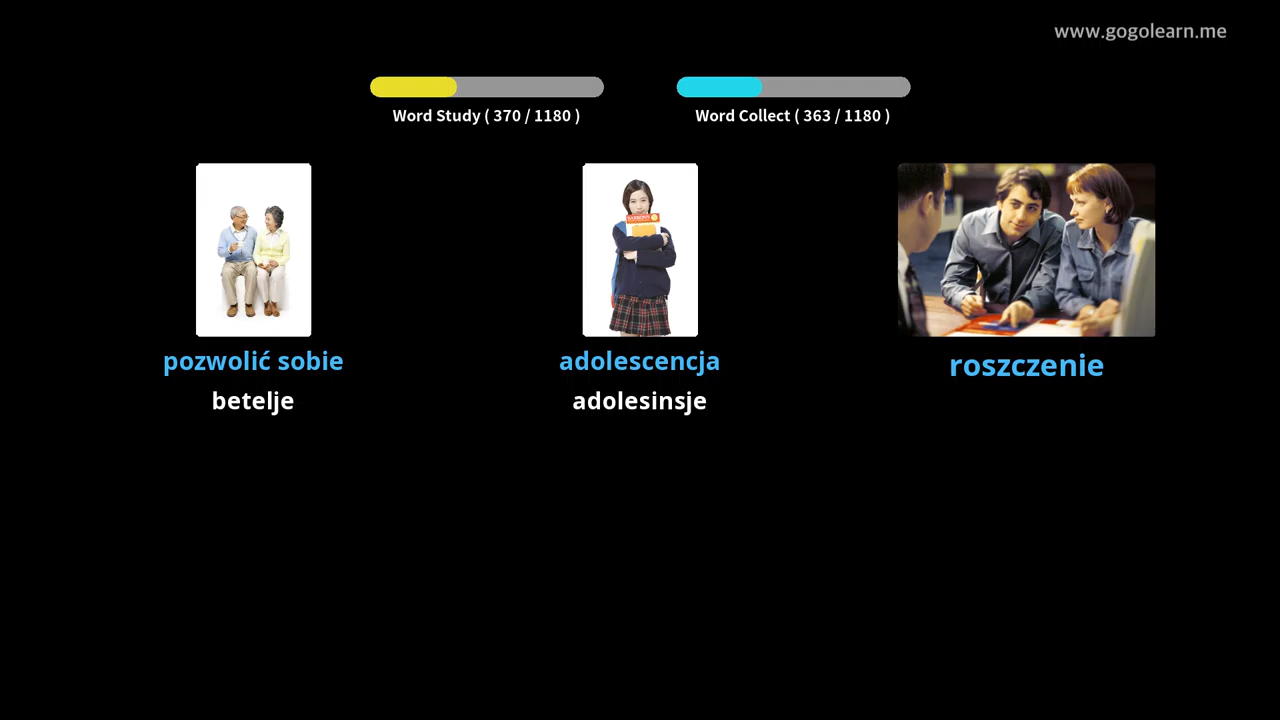 www.gogolearn.me
Word Study ( 370 / 1180 )
Word Collect ( 363 / 1180 )
pozwolić sobie
adolescencja
roszczenie
betelje
adolesinsje